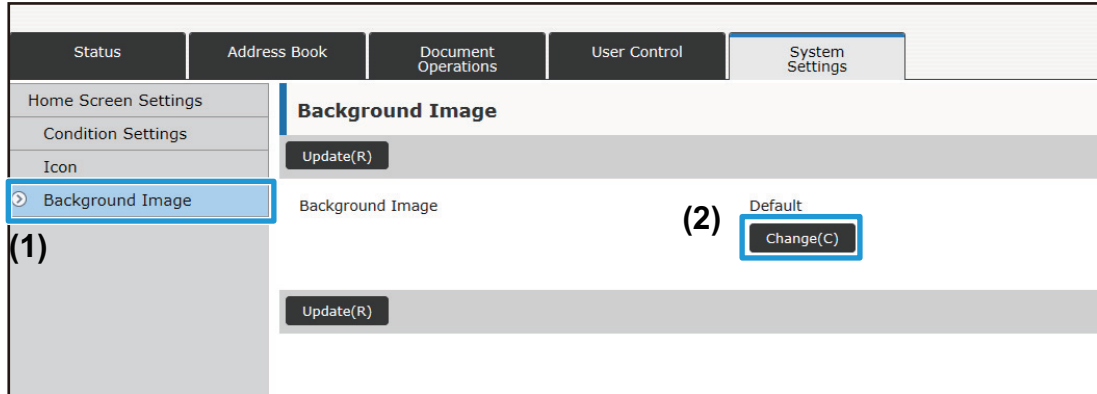 Status
Address Book
Document
Operations
User Control
System
Settings
Home Screen Settings
Condition Settings
Icon
Background Image
(1)
Background Image
Update(R)
Background Image
Default
(2)
Change(C)
Update(R)